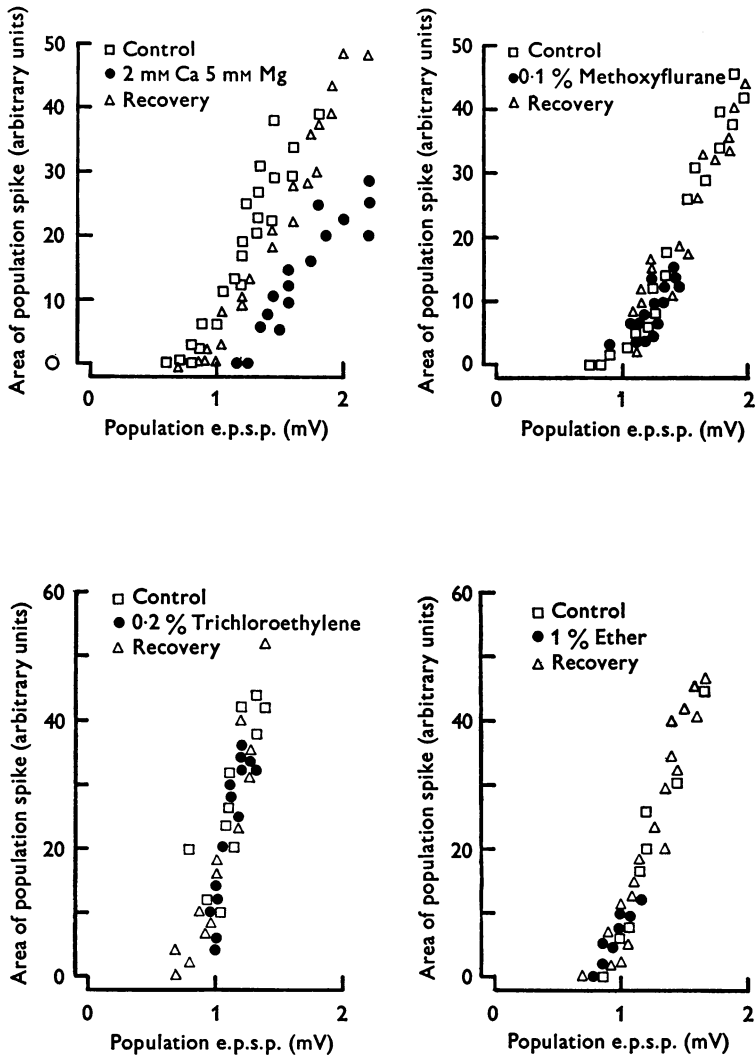 Area of population spike (arbitrary units)
50
40
30
20
10
O
□ Control
● 2 mM Ca 5 mM Mg
△ Recovery
0
1
2
Population e.p.s.p. (mV)
Area of population spike (arbitrary units)
50
40
30
20
10
0
□ Control
●0·1 % Methoxyflurane
△ Recovery
0
1
2
Population e.p.s.p. (mV)
Area of population spike (arbitrary units)
60
40
20
0
□ Control
● 0·2 % Trichloroethylene
△ Recovery
0
1
2
Population e.p.s.p. (mV)
Area of population spike (arbitrary units)
60
40
20
0
□ Control
● 1 % Ether
△ Recovery
0
1
2
Population e.p.s.p. (mV)